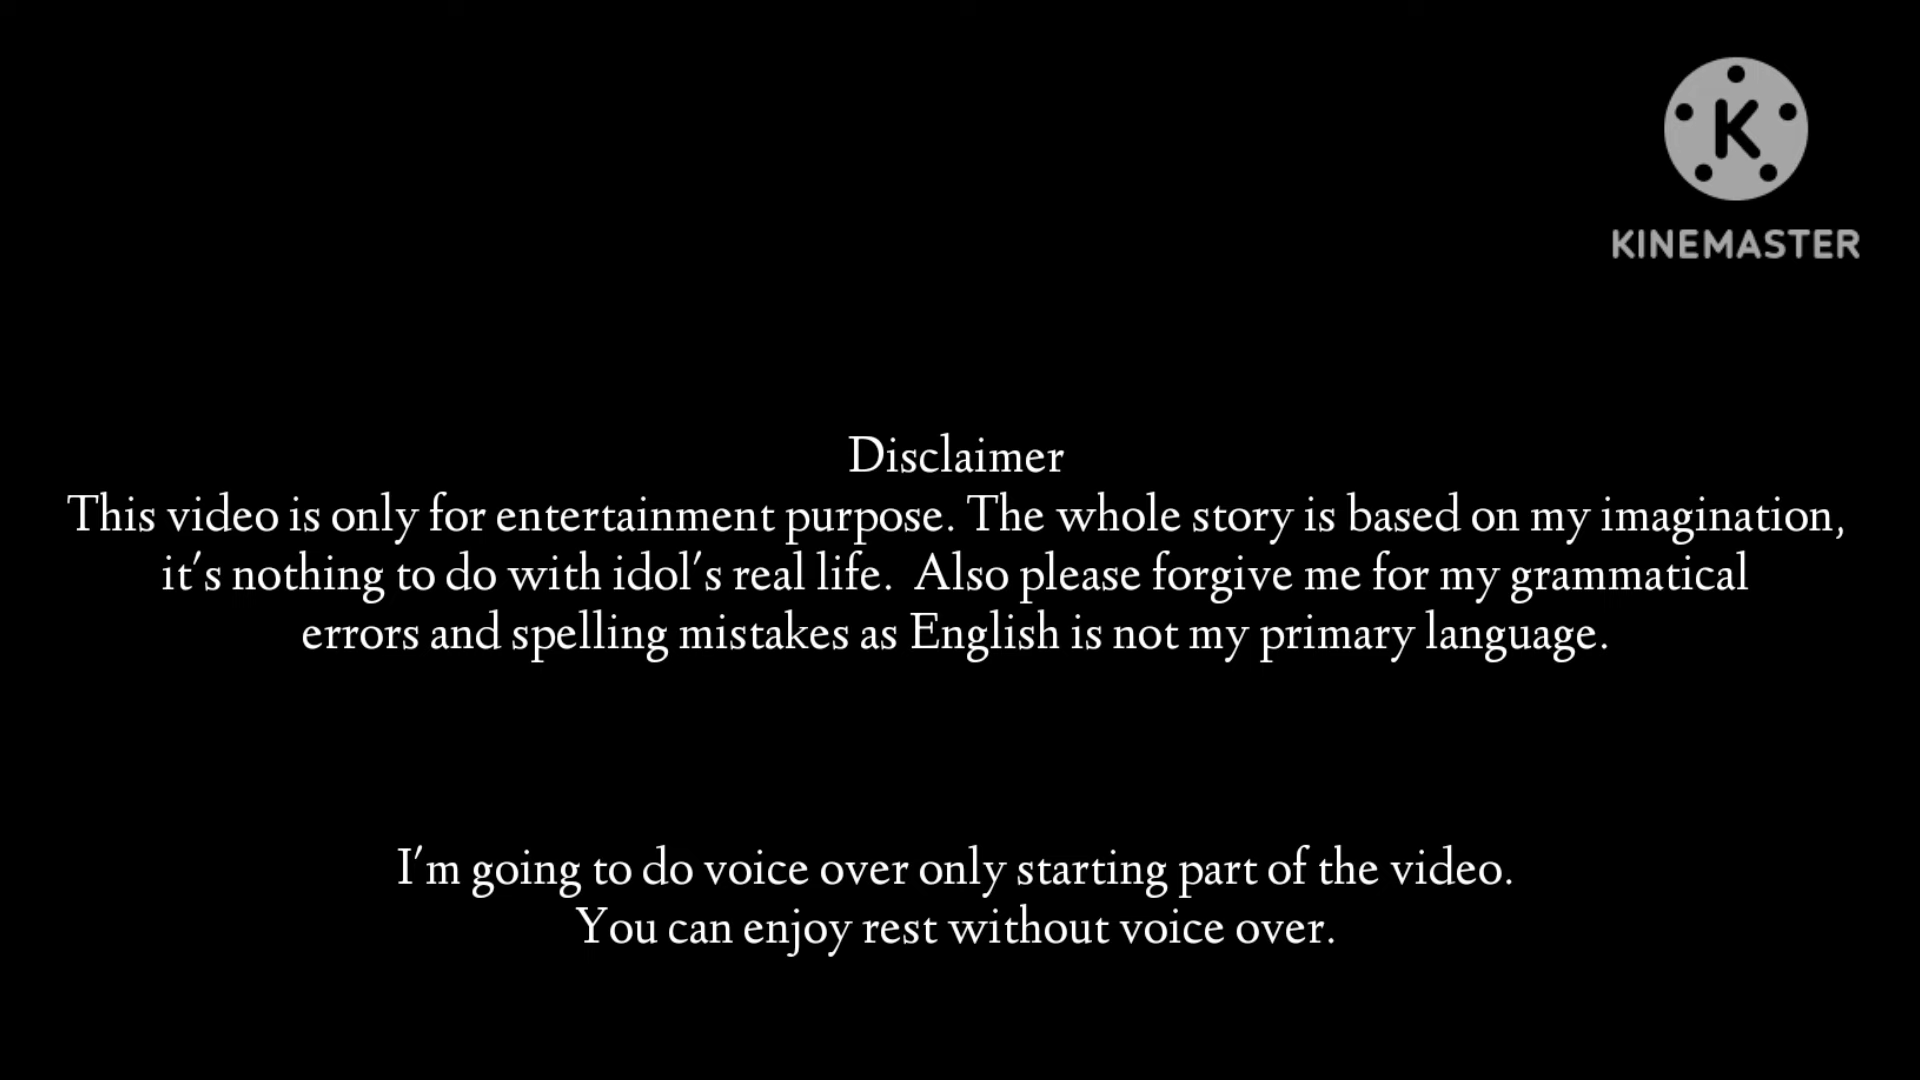 K
KINEMASTER
Disclaimer
This video is only for entertainment purpose. The whole story is based on my imagination,
it's nothing to do with idol's real life.  Also please forgive me for my grammatical
errors and spelling mistakes as English is not my primary language.
I'm going to do voice over only starting part of the video.
You can enjoy rest without voice over.